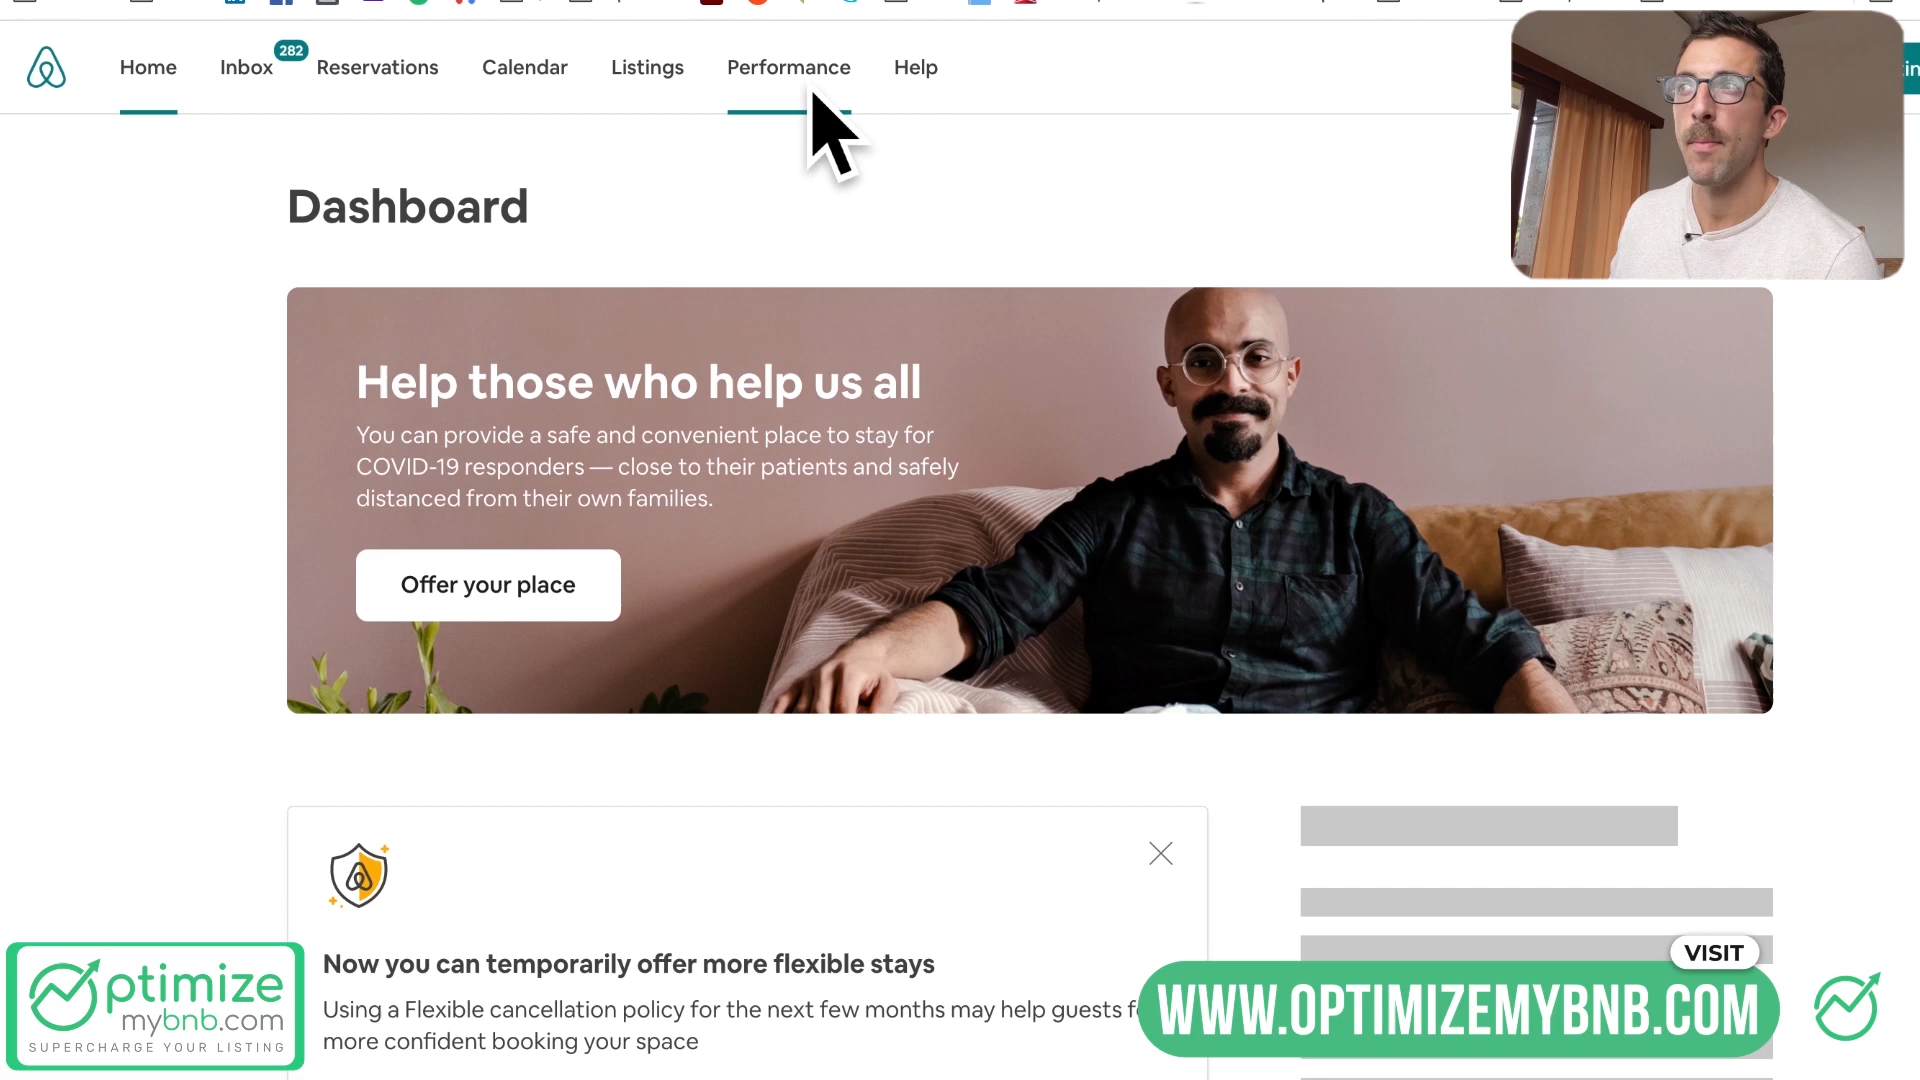 Home
Inbox
282
Reservations
Calendar
Listings
Performance
Help
Dashboard
Help those who help us all
You can provide a safe and convenient place to stay for
COVID-19 responders — close to their patients and safely
distanced from their own families.
Offer your place
Now you can temporarily offer more flexible stays
Using a Flexible cancellation policy for the next few months may help guests
more confident booking your space
Optimize
mybnb.com
SUPERCHARGE YOUR LISTING
VISIT
WWW.OPTIMIZEMYBNB.COM